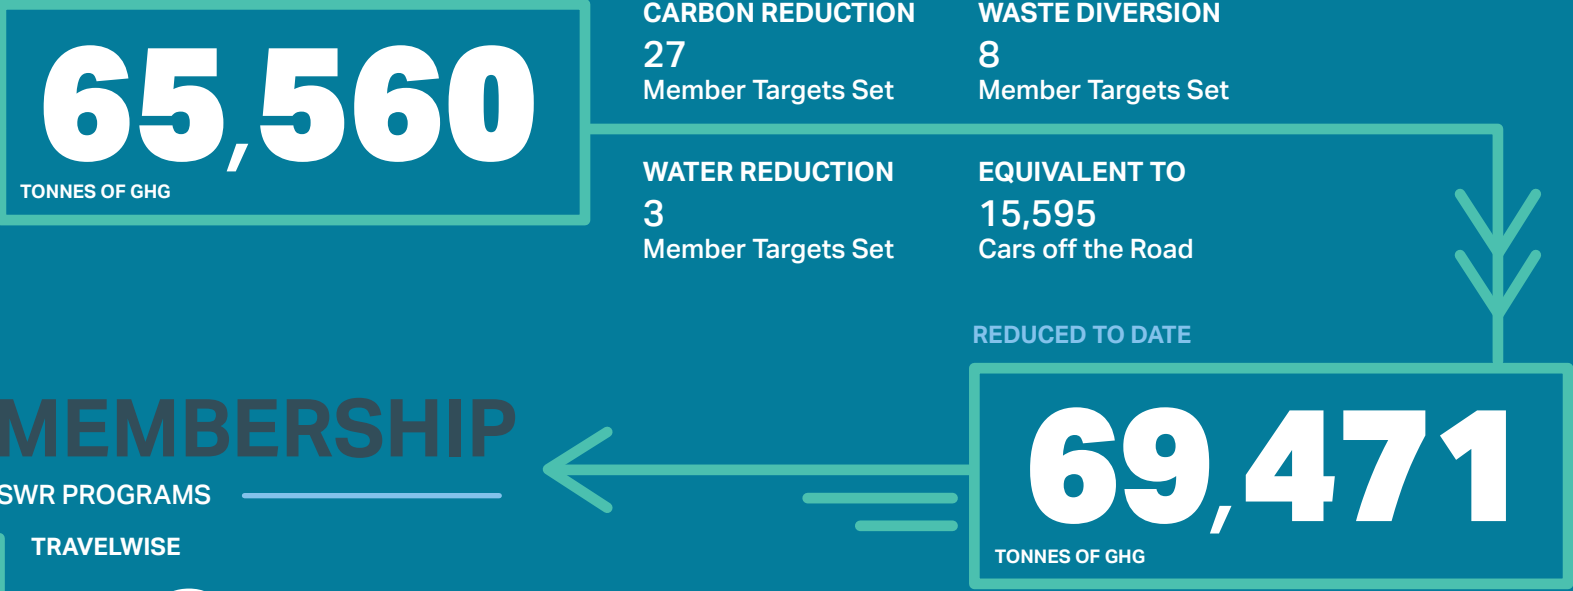 65,560
TONNES OF GHG
CARBON REDUCTION
27
Member Targets Set
WASTE DIVERSION
8
Member Targets Set
WATER REDUCTION
3
Member Targets Set
EQUIVALENT TO
15,595
Cars off the Road
REDUCED TO DATE
69,471
TONNES OF GHG
MEMBERSHIP
SWR PROGRAMS
TRAVELWISE